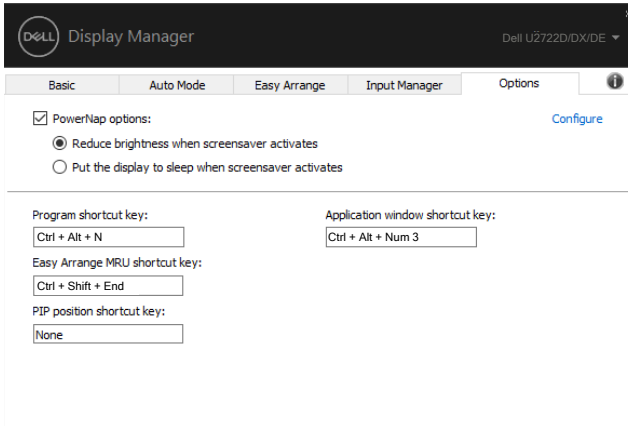 DELL Display Manager
Dell U2722D/DX/DE
Basic Auto Mode Easy Arrange Input Manager Options
PowerNap options:
Configure
Reduce brightness when screensaver activates
Put the display to sleep when screensaver activates
Program shortcut key:
Application window shortcut key:
Ctrl + Alt + N
Ctrl + Alt + Num 3
Easy Arrange MRU shortcut key:
Ctrl + Shift + End
PIP position shortcut key:
None